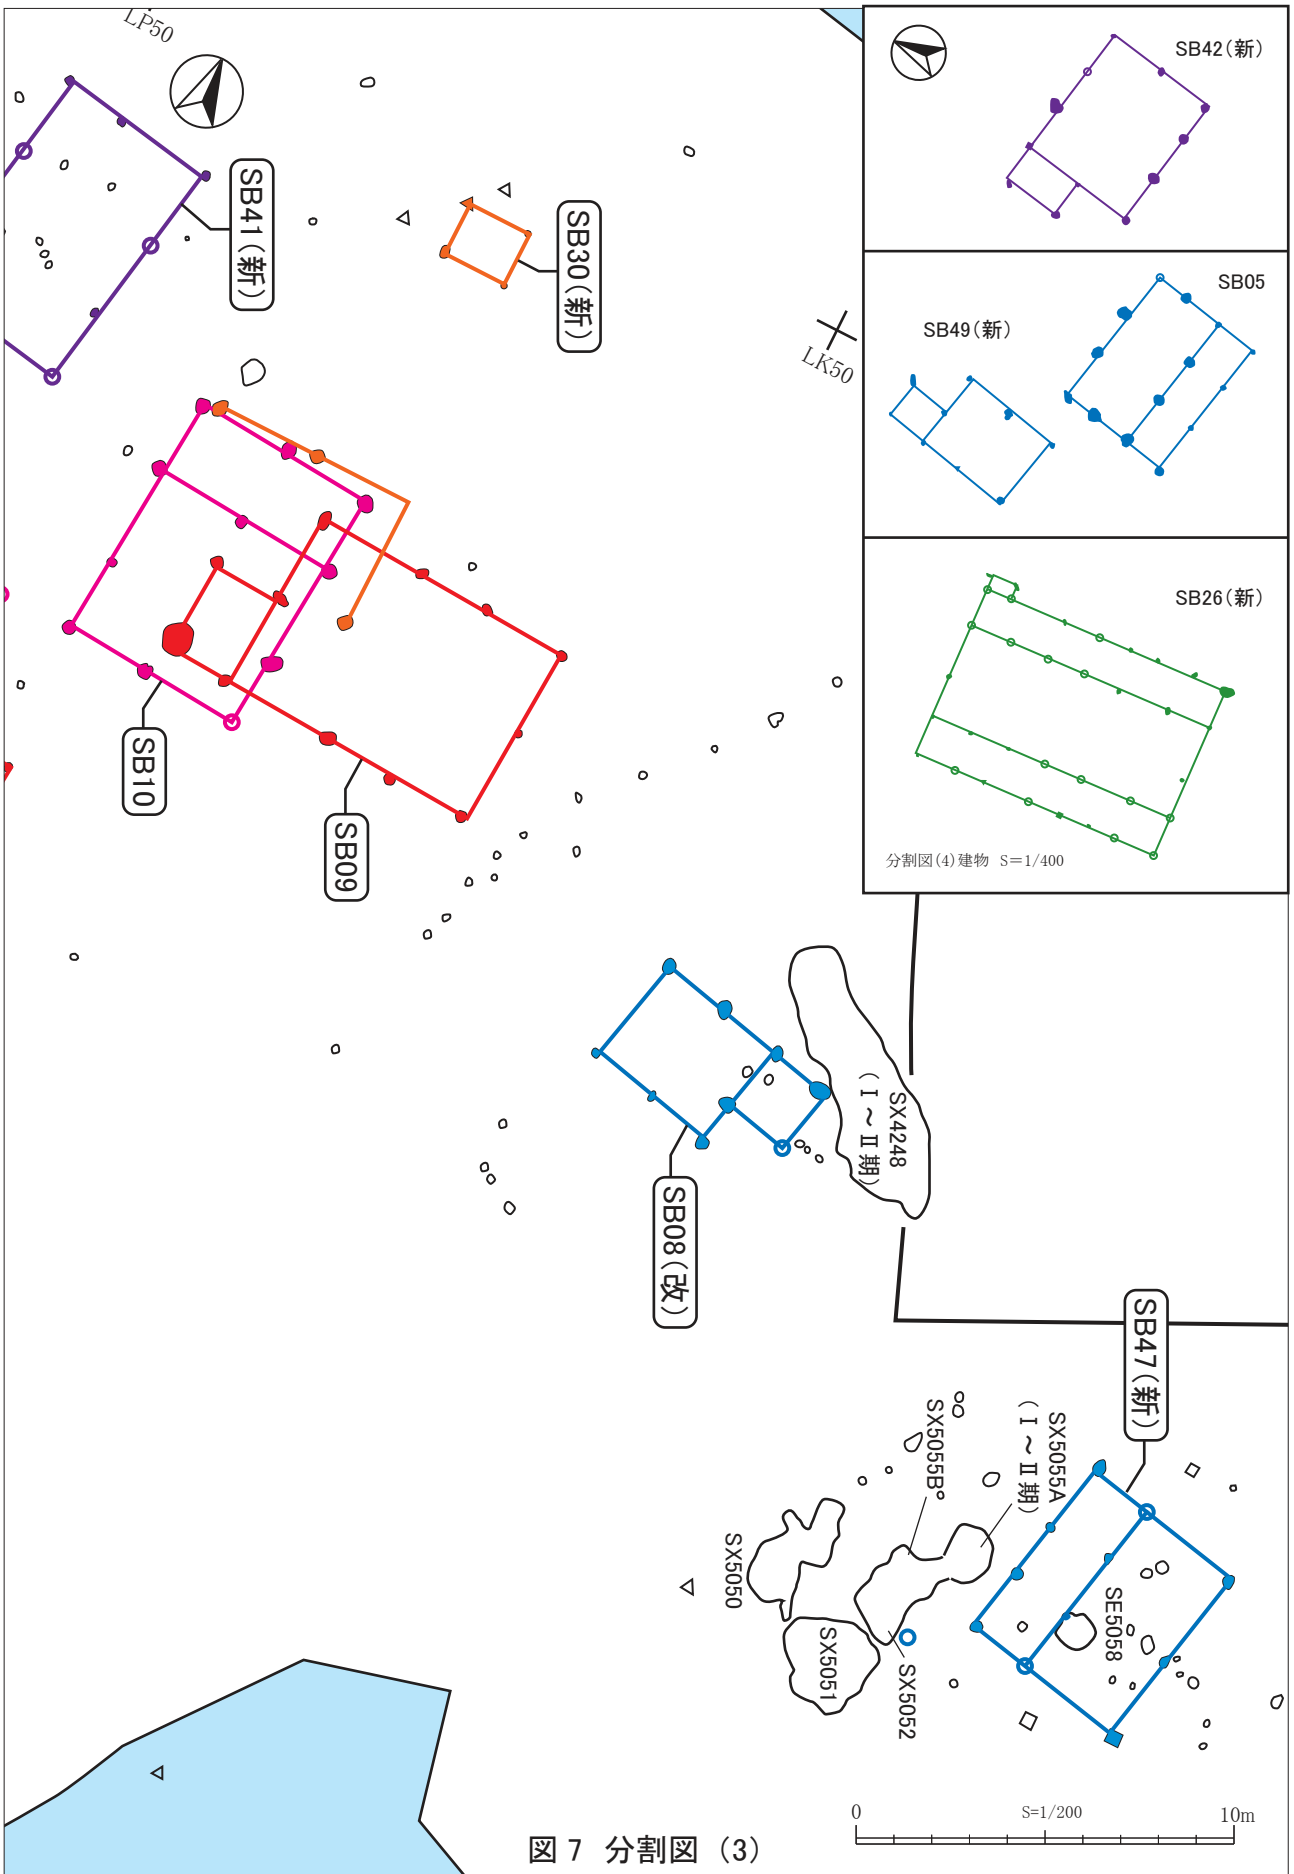 LP50
SB41(新)
SB30(新)
LK50
SB42(新)
SB05
SB49(新)
SB26(新)
分割図(4)建物 S=1/400
SB10
SB09
SX4248
(Ⅰ～Ⅱ期)
SB08(改)
SB47(新)
SX5055A
(Ⅰ～Ⅱ期)
SX5055B
SX5050
SE5058
SX5051
SX5052
0 S=1/200 10m
図7 分割図(3)